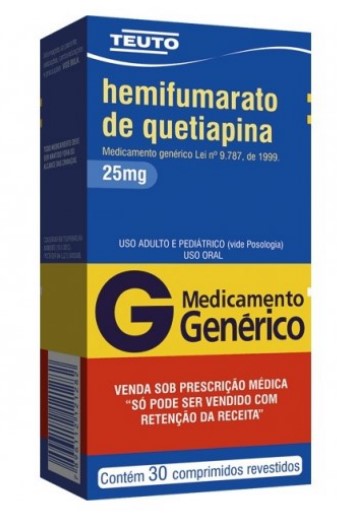 TEUTO
hemifumarato
de quetiapina
Medicamento genérico Lei nº 9.787, de 1999.
25mg
USO ADULTO E PEDIÁTRICO (vide Posologia)
USO ORAL
G Medicamento
Genérico
VENDA SOB PRESCRIÇÃO MÉDICA
"SÓ PODE SER VENDIDO COM
RETENÇÃO DA RECEITA"
Contém 30 comprimidos revestidos